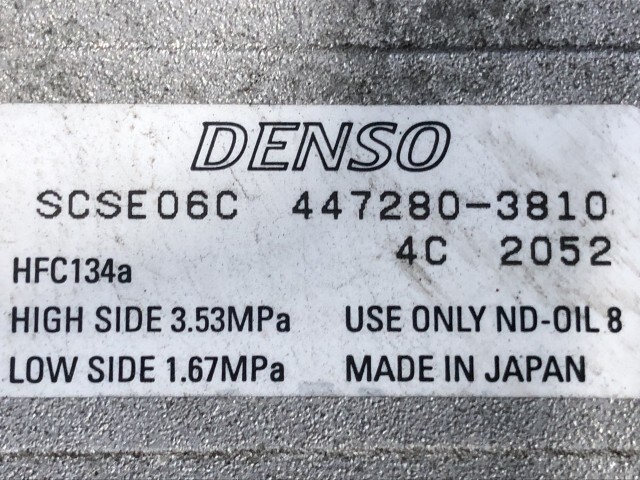 DENSO
SCSE06C 447280-3810
4C 2052
HFC134a
HIGH SIDE 3.53MPa USE ONLY ND-OIL 8
LOW SIDE 1.67MPa MADE IN JAPAN